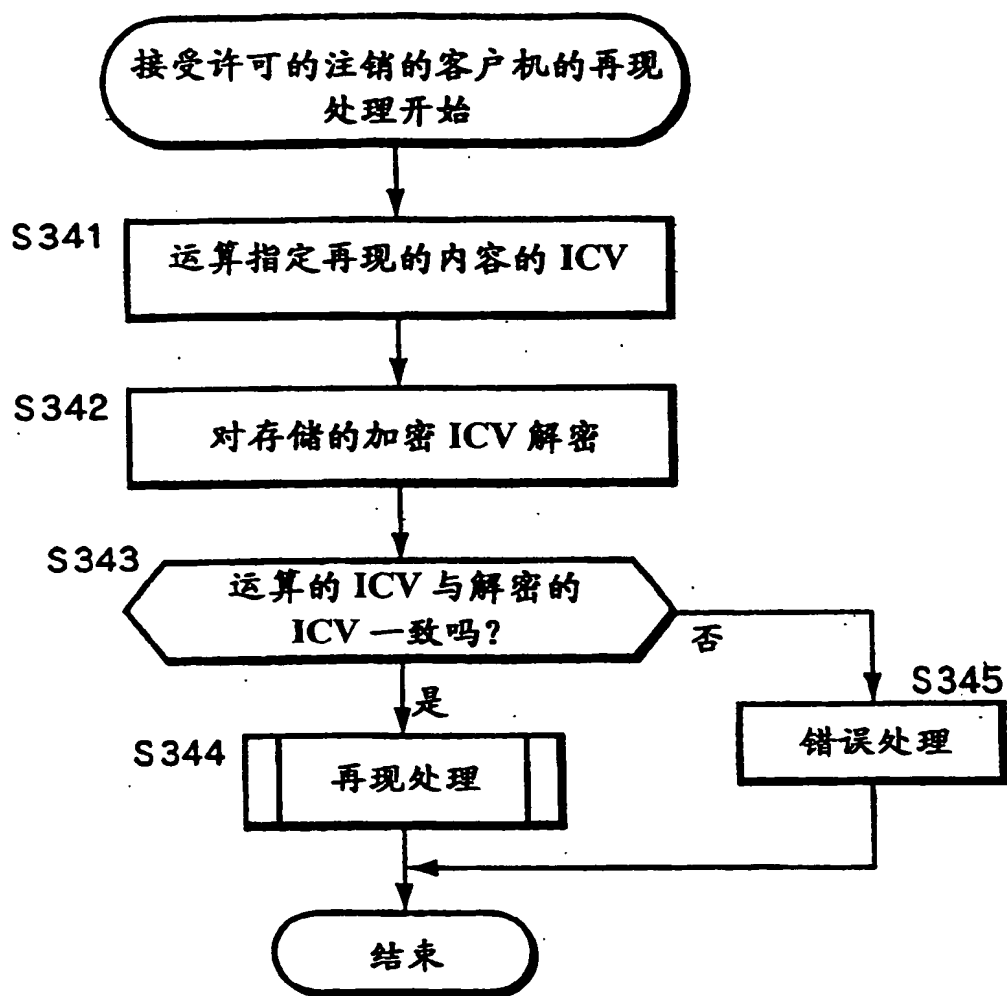 接受许可的注销的客户机的再现
处理开始
S341
运算指定再现的内容的 ICV
S342
对存储的加密 ICV 解密
S343
运算的 ICV 与解密的
ICV 一致吗?
否
是
S345
错误处理
S344
再现处理
结束